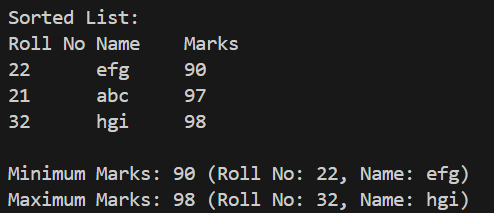 Sorted List:
Roll No Name    Marks
22      efg     90
21      abc     97
32      hgi     98

Minimum Marks: 90 (Roll No: 22, Name: efg)
Maximum Marks: 98 (Roll No: 32, Name: hgi)